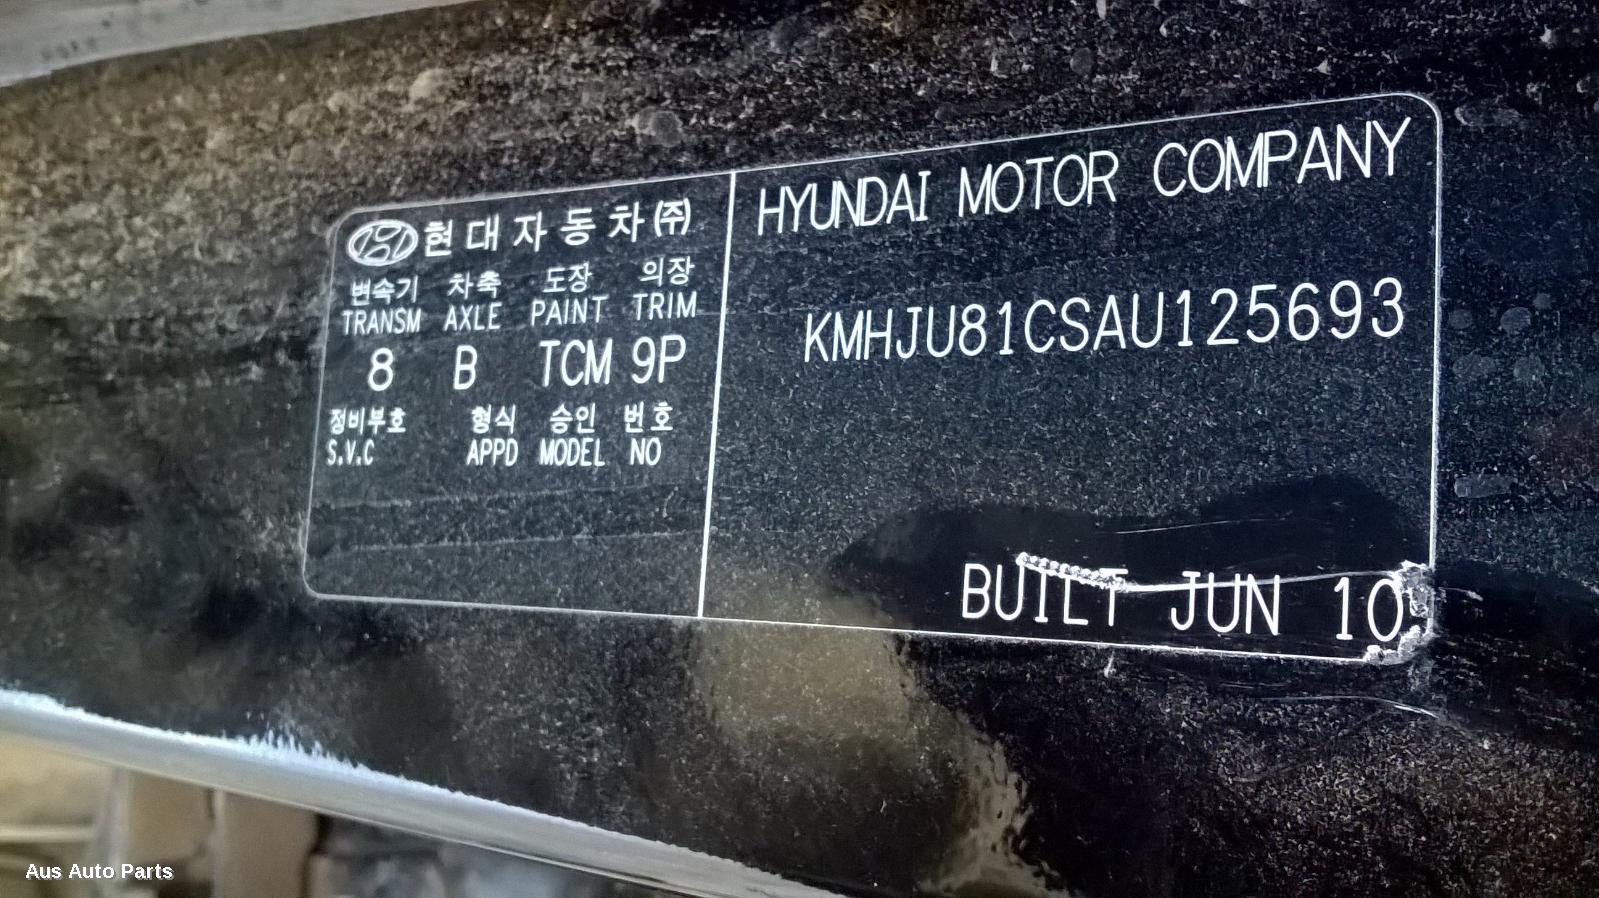 현대자동차(주)
변속기 차축 도장 의장
TRANSM AXLE PAINT TRIM
8 B TCM 9P
정비부호 형식 승인 번호
S.V.C APPD MODEL NO
HYUNDAI MOTOR COMPANY
KMHJU81CSAU125693
BUILT JUN 10
Aus Auto Parts